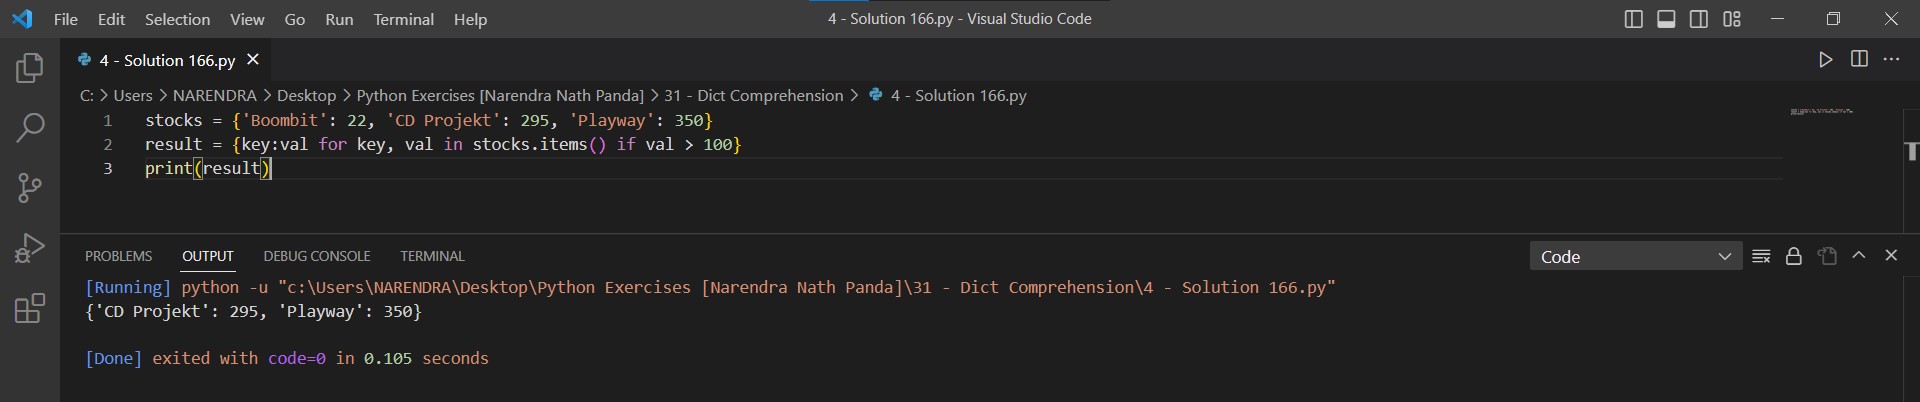 File Edit Selection View Go Run Terminal Help
4 - Solution 166.py - Visual Studio Code
4 - Solution 166.py
C: > Users > NARENDRA > Desktop > Python Exercises [Narendra Nath Panda] > 31 - Dict Comprehension > 4 - Solution 166.py
1 stocks = {'Boombit': 22, 'CD Projekt': 295, 'Playway': 350}
2 result = {key:val for key, val in stocks.items() if val > 100}
3 print(result)
PROBLEMS OUTPUT DEBUG CONSOLE TERMINAL Code
[Running] python -u "c:\Users\NARENDRA\Desktop\Python Exercises [Narendra Nath Panda]\31 - Dict Comprehension\4 - Solution 166.py"
{'CD Projekt': 295, 'Playway': 350}
[Done] exited with code=0 in 0.105 seconds